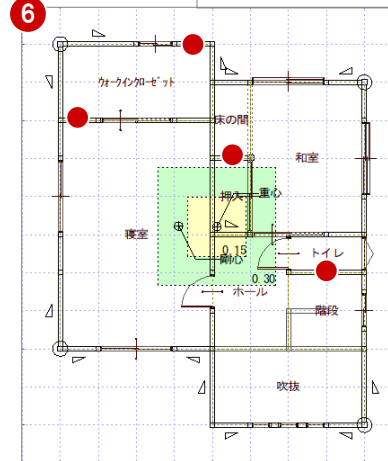 6
ウォークインクローゼット
床の間
和室
押入
重心
寝室
0.15
トイレ
剛心
0.30
ホール
階段
吹抜